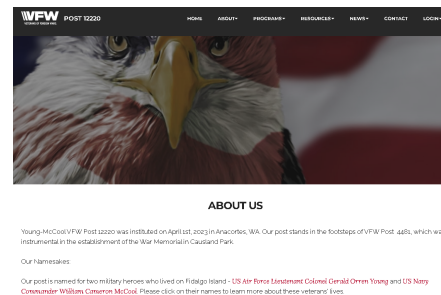 VFW POST 12220 HOME ABOUT PROGRAMS RESOURCES NEWS CONTACT LOGIN
VETERANS OF FOREIGN WARS
ABOUT US
Young-McCool VFW Post 12220 was instituted on April 1st, 2023 in Anacortes, WA. Our post stands in the footsteps of VFW Post 4481, which wa
instrumental in the establishment of the War Memorial in Causland Park.
Our Namesakes:
Our post is named for two military heroes who lived on Fidalgo Island - US Air Force Lieutenant Colonel Gerald Orren Young and US Navy
Commander William Cameron McCool. Please click on their names to learn more about these veterans' lives.